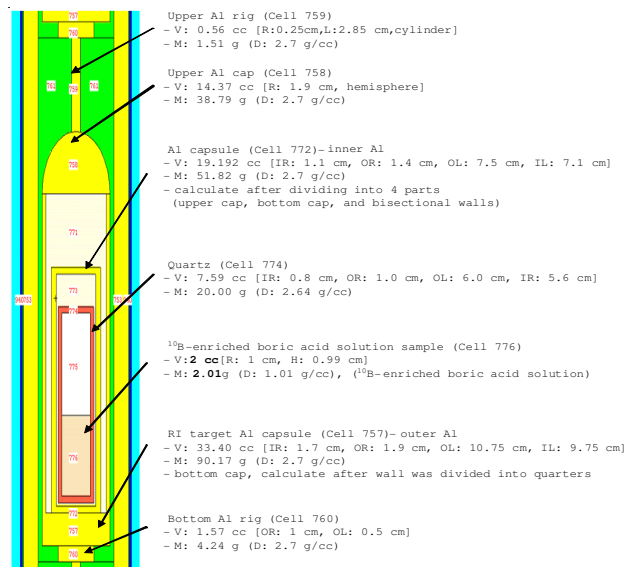 Upper Al rig (Cell 759)
- V: 0.56 cc [R:0.25cm,L:2.85 cm,cylinder]
- M: 1.51 g (D: 2.7 g/cc)
Upper Al cap (Cell 758)
- V: 14.37 cc [R: 1.9 cm, hemisphere]
- M: 38.79 g (D: 2.7 g/cc)
Al capsule (Cell 772)- inner Al
- V: 19.192 cc [IR: 1.1 cm, OR: 1.4 cm, OL: 7.5 cm, IL: 7.1 cm]
- M: 51.82 g (D: 2.7 g/cc)
- calculate after dividing into 4 parts
(upper cap, bottom cap, and bisectional walls)
Quartz (Cell 774)
- V: 7.59 cc [IR: 0.8 cm, OR: 1.0 cm, OL: 6.0 cm, IR: 5.6 cm]
- M: 20.00 g (D: 2.64 g/cc)
¹⁰B-enriched boric acid solution sample (Cell 776)
- V:2 cc[R: 1 cm, H: 0.99 cm]
- M: 2.01g (D: 1.01 g/cc), (¹⁰B-enriched boric acid solution)
RI target Al capsule (Cell 757)- outer Al
- V: 33.40 cc [IR: 1.7 cm, OR: 1.9 cm, OL: 10.75 cm, IL: 9.75 cm]
- M: 90.17 g (D: 2.7 g/cc)
- bottom cap, calculate after wall was divided into quarters
Bottom Al rig (Cell 760)
- V: 1.57 cc [OR: 1 cm, OL: 0.5 cm]
- M: 4.24 g (D: 2.7 g/cc)
757
760
761
759
761
758
771
773
774
775
776
772
757
760